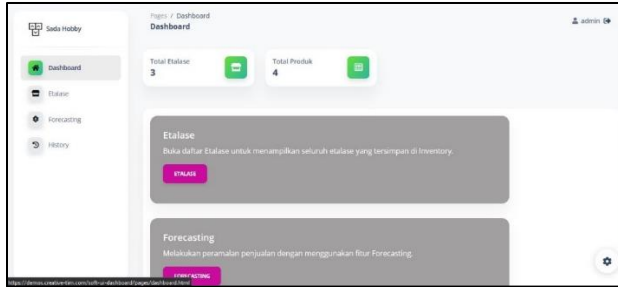 Sada Hobby
Pages / Dashboard
Dashboard
admin
Dashboard
Etalase
Forecasting
History
Total Etalase
3
Total Produk
4
Etalase
Buka daftar Etalase untuk menampilkan seluruh etalase yang tersimpan di Inventory.
ETALASE
Forecasting
Melakukan peramalan penjualan dengan menggunakan fitur Forecasting.
FORECASTING
https://demos.creative-tim.com/soft-ui-dashboard/pages/dashboard.html